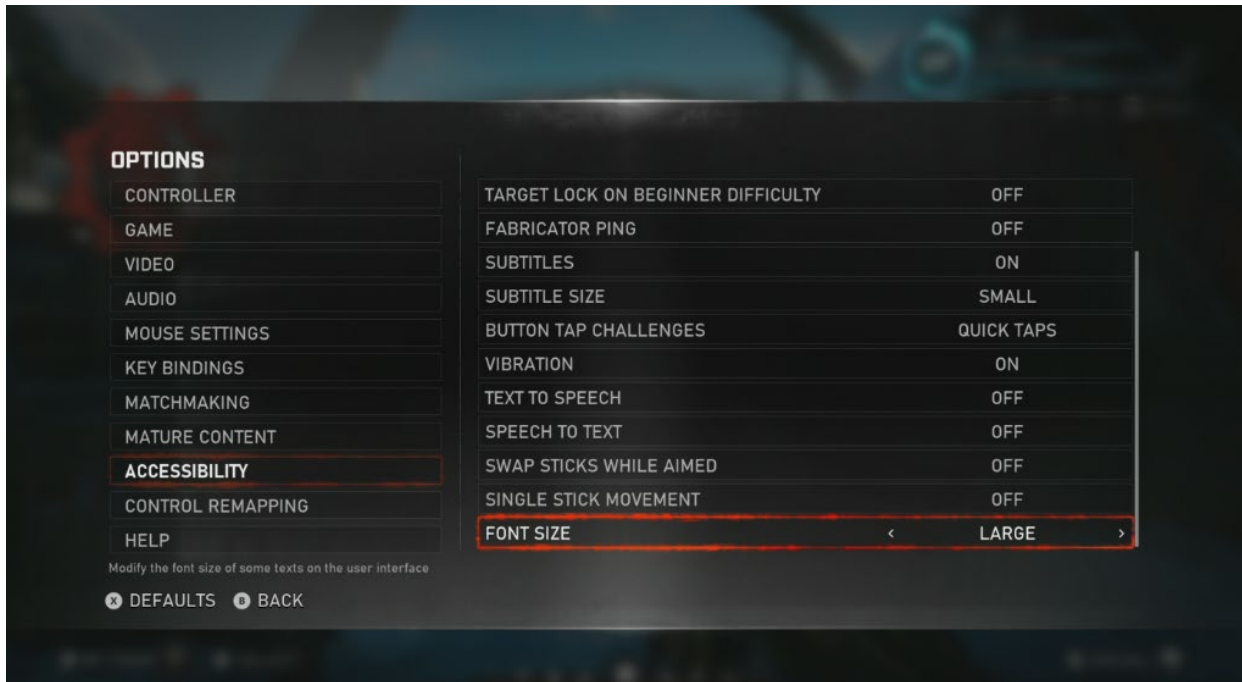 OPTIONS
CONTROLLER
GAME
VIDEO
AUDIO
MOUSE SETTINGS
KEY BINDINGS
MATCHMAKING
MATURE CONTENT
ACCESSIBILITY
CONTROL REMAPPING
HELP
Modify the font size of some texts on the user interface
X DEFAULTS B BACK
TARGET LOCK ON BEGINNER DIFFICULTY OFF
FABRICATOR PING OFF
SUBTITLES ON
SUBTITLE SIZE SMALL
BUTTON TAP CHALLENGES QUICK TAPS
VIBRATION ON
TEXT TO SPEECH OFF
SPEECH TO TEXT OFF
SWAP STICKS WHILE AIMED OFF
SINGLE STICK MOVEMENT OFF
FONT SIZE < LARGE >